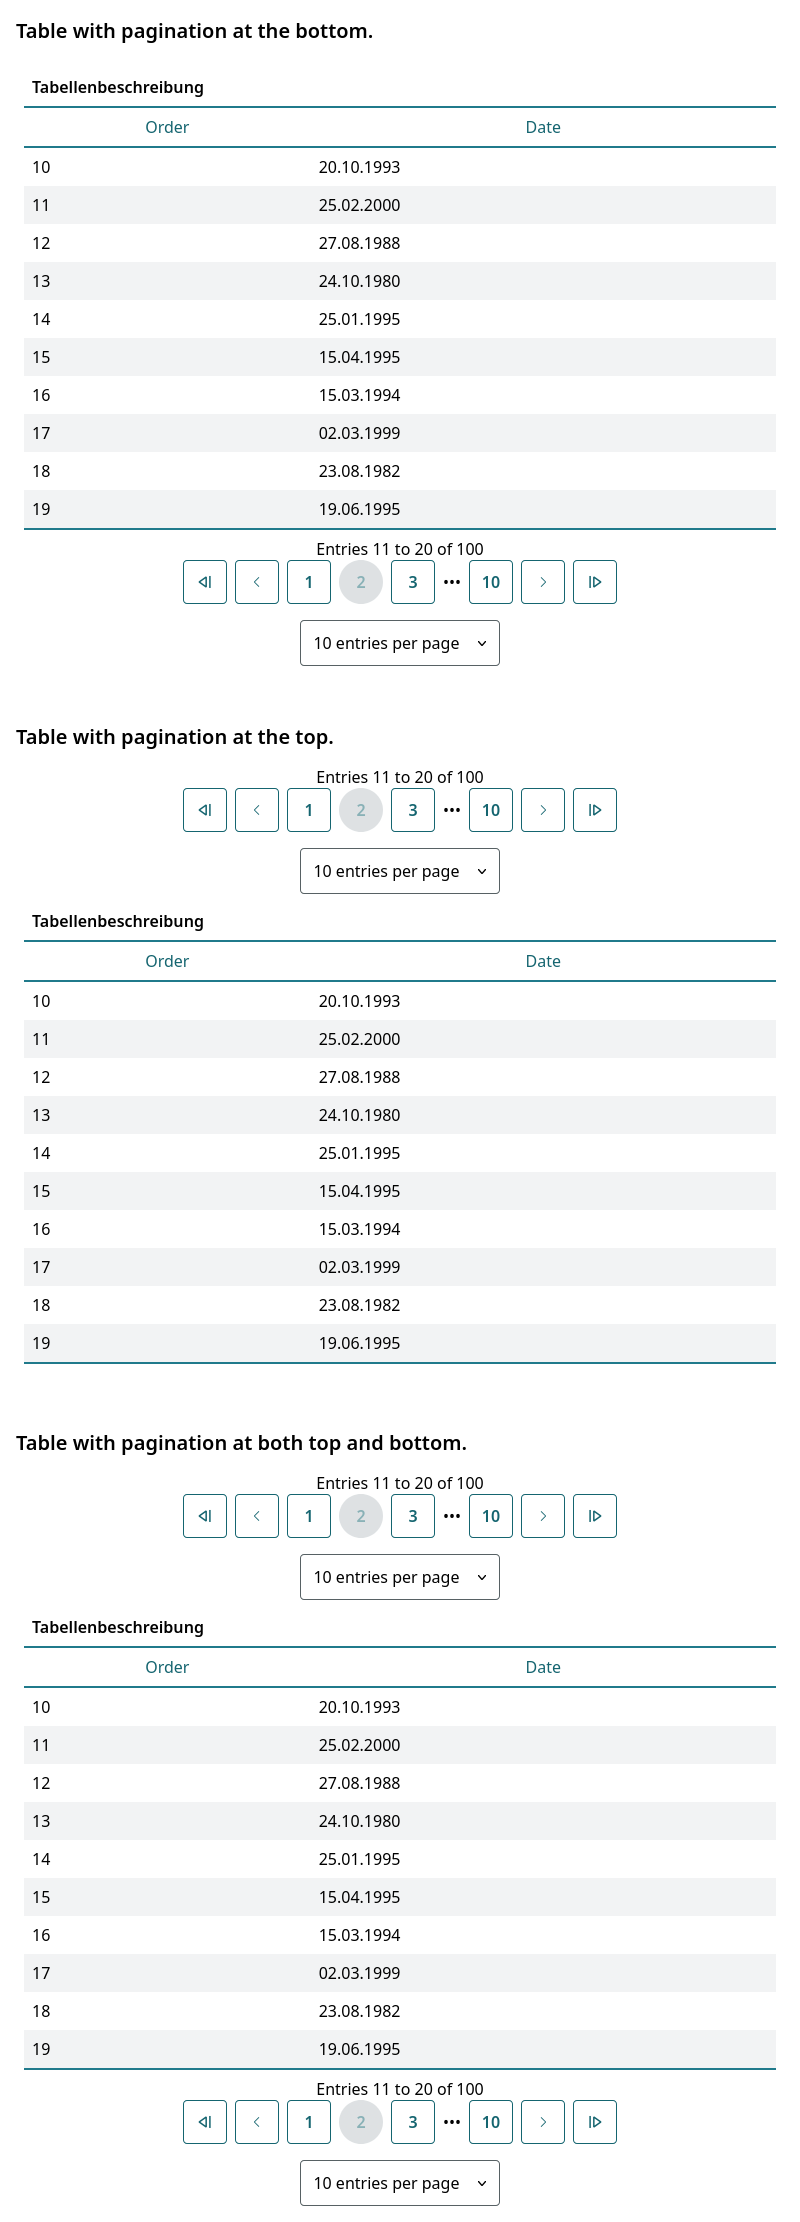 Table with pagination at the bottom.
Tabellenbeschreibung
Order Date
10 20.10.1993
11 25.02.2000
12 27.08.1988
13 24.10.1980
14 25.01.1995
15 15.04.1995
16 15.03.1994
17 02.03.1999
18 23.08.1982
19 19.06.1995
Entries 11 to 20 of 100
1 2 3 ••• 10
10 entries per page
Table with pagination at the top.
Entries 11 to 20 of 100
1 2 3 ••• 10
10 entries per page
Tabellenbeschreibung
Order Date
10 20.10.1993
11 25.02.2000
12 27.08.1988
13 24.10.1980
14 25.01.1995
15 15.04.1995
16 15.03.1994
17 02.03.1999
18 23.08.1982
19 19.06.1995
Table with pagination at both top and bottom.
Entries 11 to 20 of 100
1 2 3 ••• 10
10 entries per page
Tabellenbeschreibung
Order Date
10 20.10.1993
11 25.02.2000
12 27.08.1988
13 24.10.1980
14 25.01.1995
15 15.04.1995
16 15.03.1994
17 02.03.1999
18 23.08.1982
19 19.06.1995
Entries 11 to 20 of 100
1 2 3 ••• 10
10 entries per page